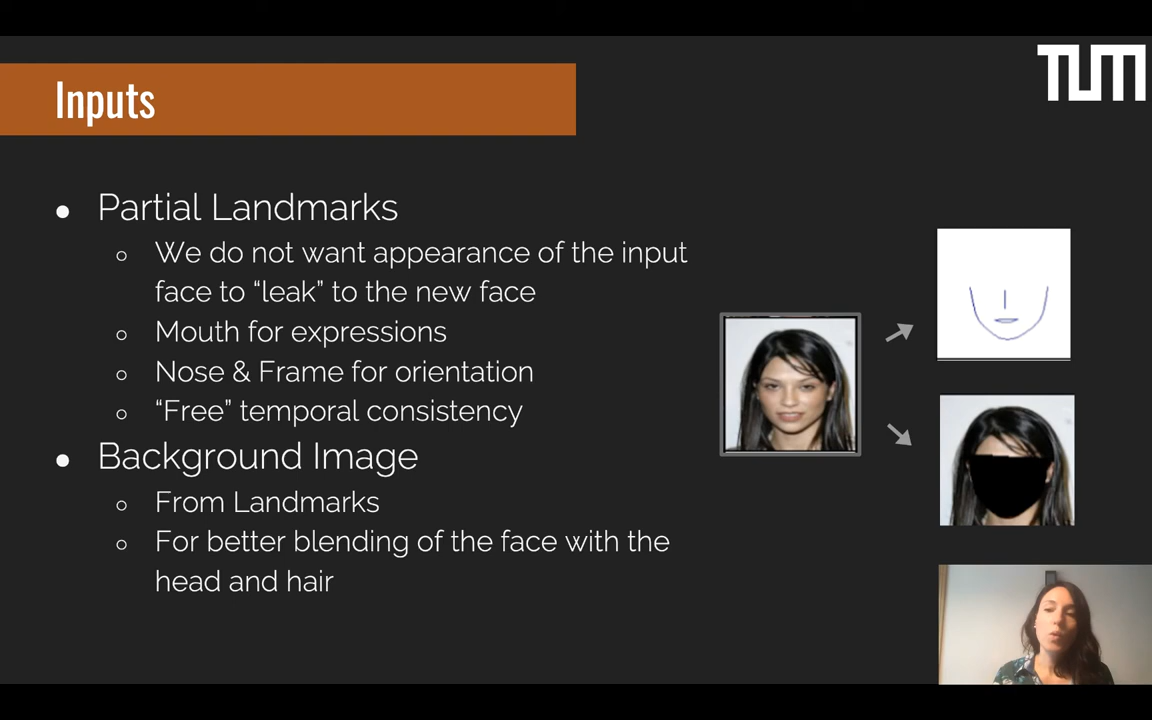 TUM
Inputs
● Partial Landmarks
○ We do not want appearance of the input
face to “leak” to the new face
○ Mouth for expressions
○ Nose & Frame for orientation
○ “Free” temporal consistency
● Background Image
○ From Landmarks
○ For better blending of the face with the
head and hair